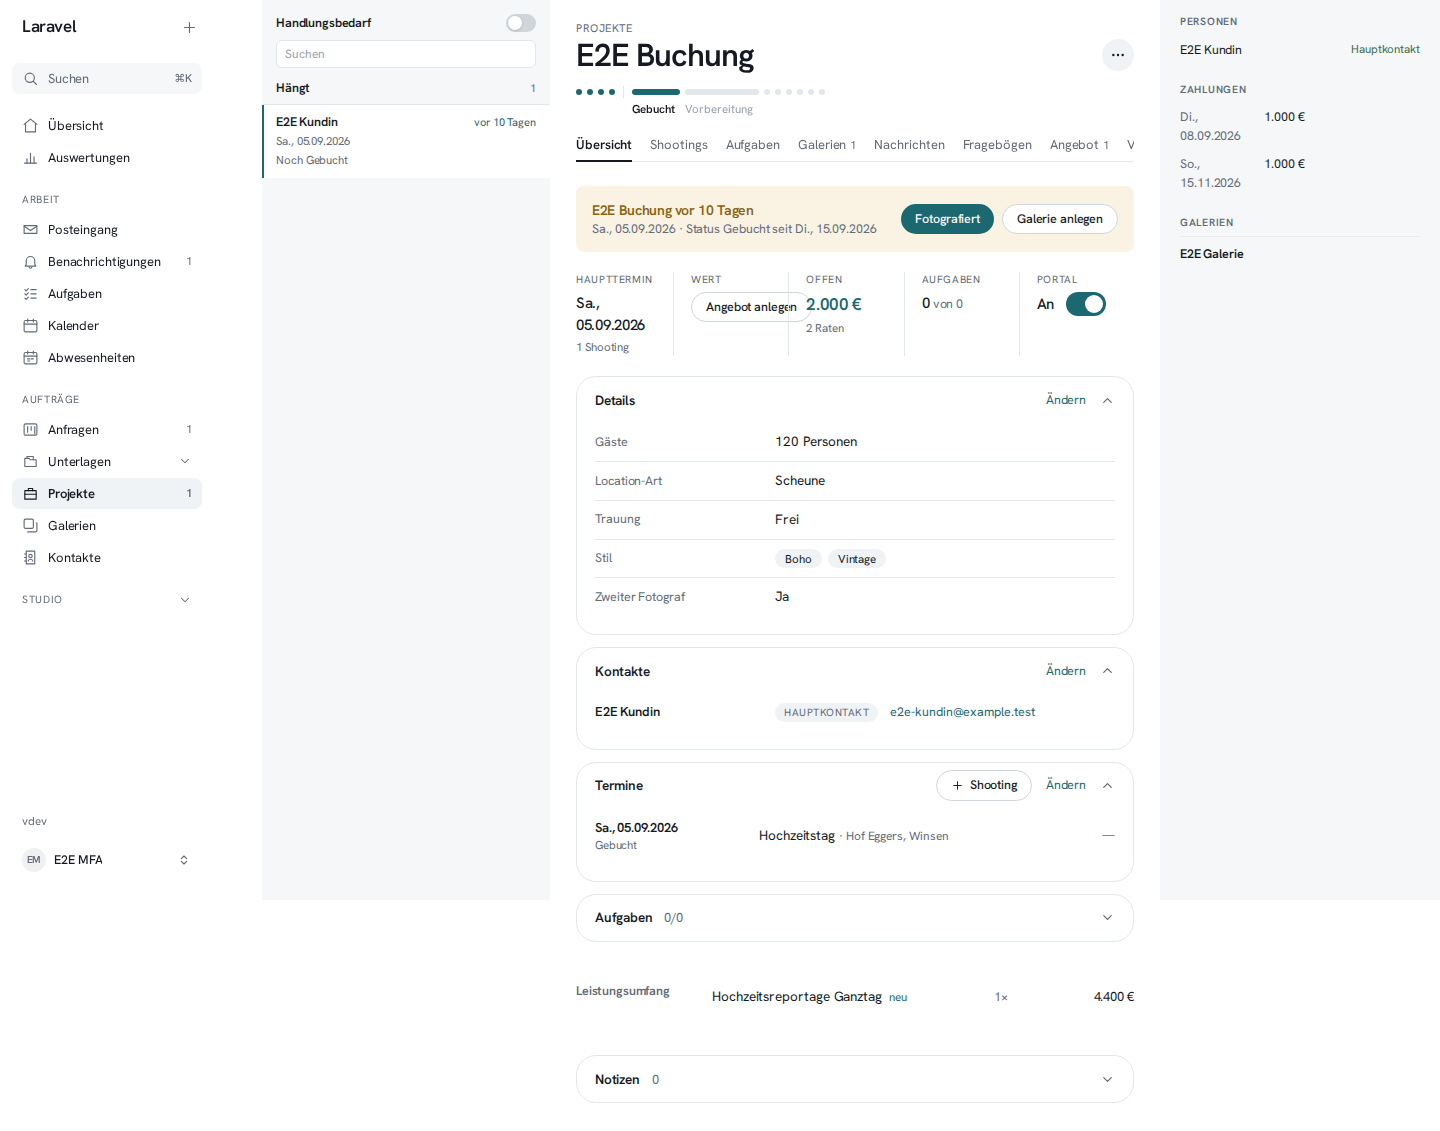 Laravel
Suchen ⌘K
Übersicht
Auswertungen
ARBEIT
Posteingang
Benachrichtigungen 1
Aufgaben
Kalender
Abwesenheiten
AUFTRÄGE
Anfragen 1
Unterlagen
Projekte 1
Galerien
Kontakte
STUDIO
vdev
EM E2E MFA
Handlungsbedarf
Suchen
Hängt 1
E2E Kundin vor 10 Tagen
Sa., 05.09.2026
Noch Gebucht
PROJEKTE
E2E Buchung
Gebucht Vorbereitung
Übersicht Shootings Aufgaben Galerien 1 Nachrichten Fragebögen Angebot 1 V
E2E Buchung vor 10 Tagen
Sa., 05.09.2026 · Status Gebucht seit Di., 15.09.2026
Fotografiert Galerie anlegen
HAUPTTERMIN
Sa., 05.09.2026
1 Shooting
WERT
Angebot anlegen
OFFEN
2.000 €
2 Raten
AUFGABEN
0 von 0
PORTAL
An
Details Ändern
Gäste 120 Personen
Location-Art Scheune
Trauung Frei
Stil Boho Vintage
Zweiter Fotograf Ja
Kontakte Ändern
E2E Kundin HAUPTKONTAKT e2e-kundin@example.test
Termine + Shooting Ändern
Sa., 05.09.2026 Hochzeitstag · Hof Eggers, Winsen —
Gebucht
Aufgaben 0/0
Leistungsumfang Hochzeitsreportage Ganztag neu 1× 4.400 €
Notizen 0
PERSONEN
E2E Kundin Hauptkontakt
ZAHLUNGEN
Di., 08.09.2026 1.000 €
So., 15.11.2026 1.000 €
GALERIEN
E2E Galerie